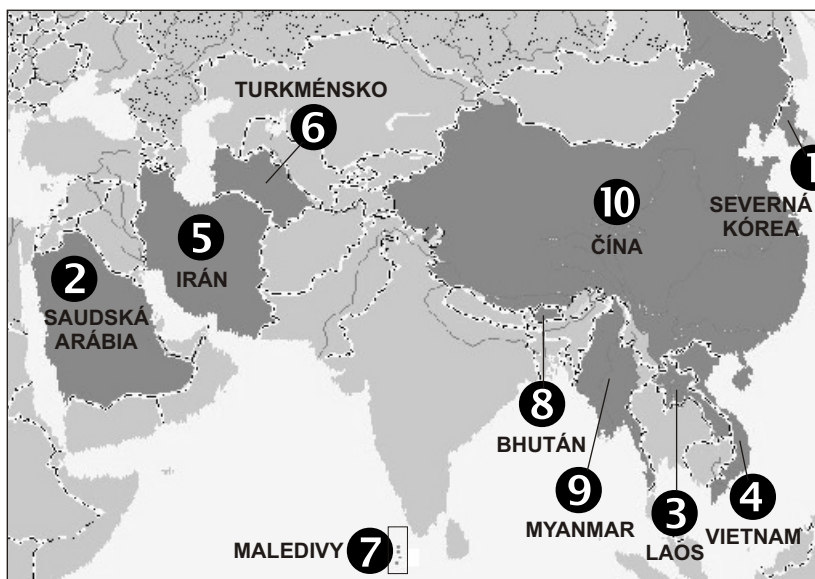 TURKMÉNSKO
6
1
SEVERNÁ
KÓREA
10
ČÍNA
5
IRÁN
2
SAUDSKÁ
ARÁBIA
8
BHUTÁN
9
MYANMAR
3
LAOS
4
VIETNAM
MALEDIVY 7